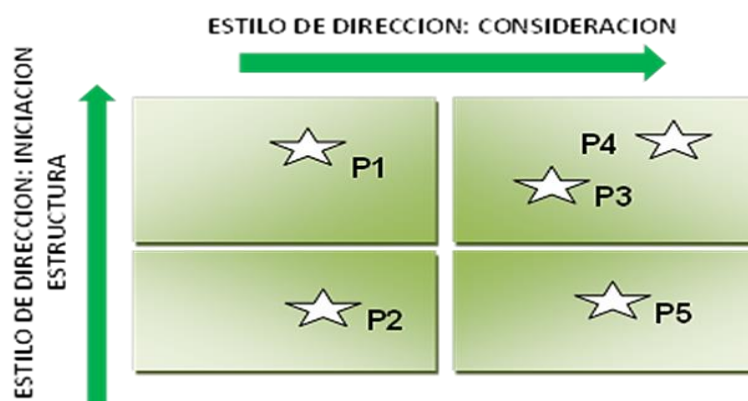 ESTILO DE DIRECCION: CONSIDERACION
ESTILO DE DIRECCION: INICIACION
ESTRUCTURA
P1
P4
P3
P2
P5